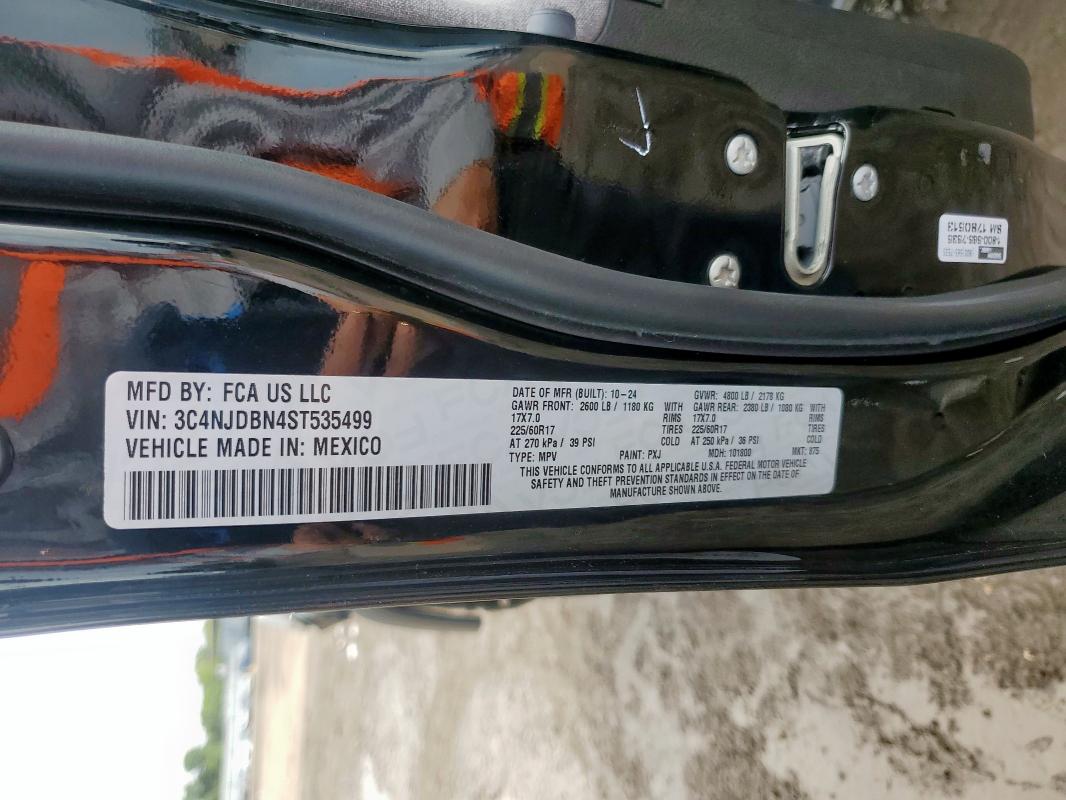 MFD BY: FCA US LLC
VIN: 3C4NJDBN4ST535499
VEHICLE MADE IN: MEXICO
DATE OF MFR (BUILT): 10-24 GVWR: 4800 LB / 2178 KG
GAWR FRONT: 2600 LB / 1180 KG WITH GAWR REAR: 2380 LB / 1080 KG WITH
17X7.0 RIMS 17X7.0 RIMS
225/60R17 TIRES 225/60R17 TIRES
AT 270 kPa / 39 PSI COLD AT 250 kPa / 36 PSI COLD
TYPE: MPV PAINT: PXJ MDH: 101800 MKT: 875
THIS VEHICLE CONFORMS TO ALL APPLICABLE U.S.A. FEDERAL MOTOR VEHICLE
SAFETY AND THEFT PREVENTION STANDARDS IN EFFECT ON THE DATE OF
MANUFACTURE SHOWN ABOVE.
SM 1780513